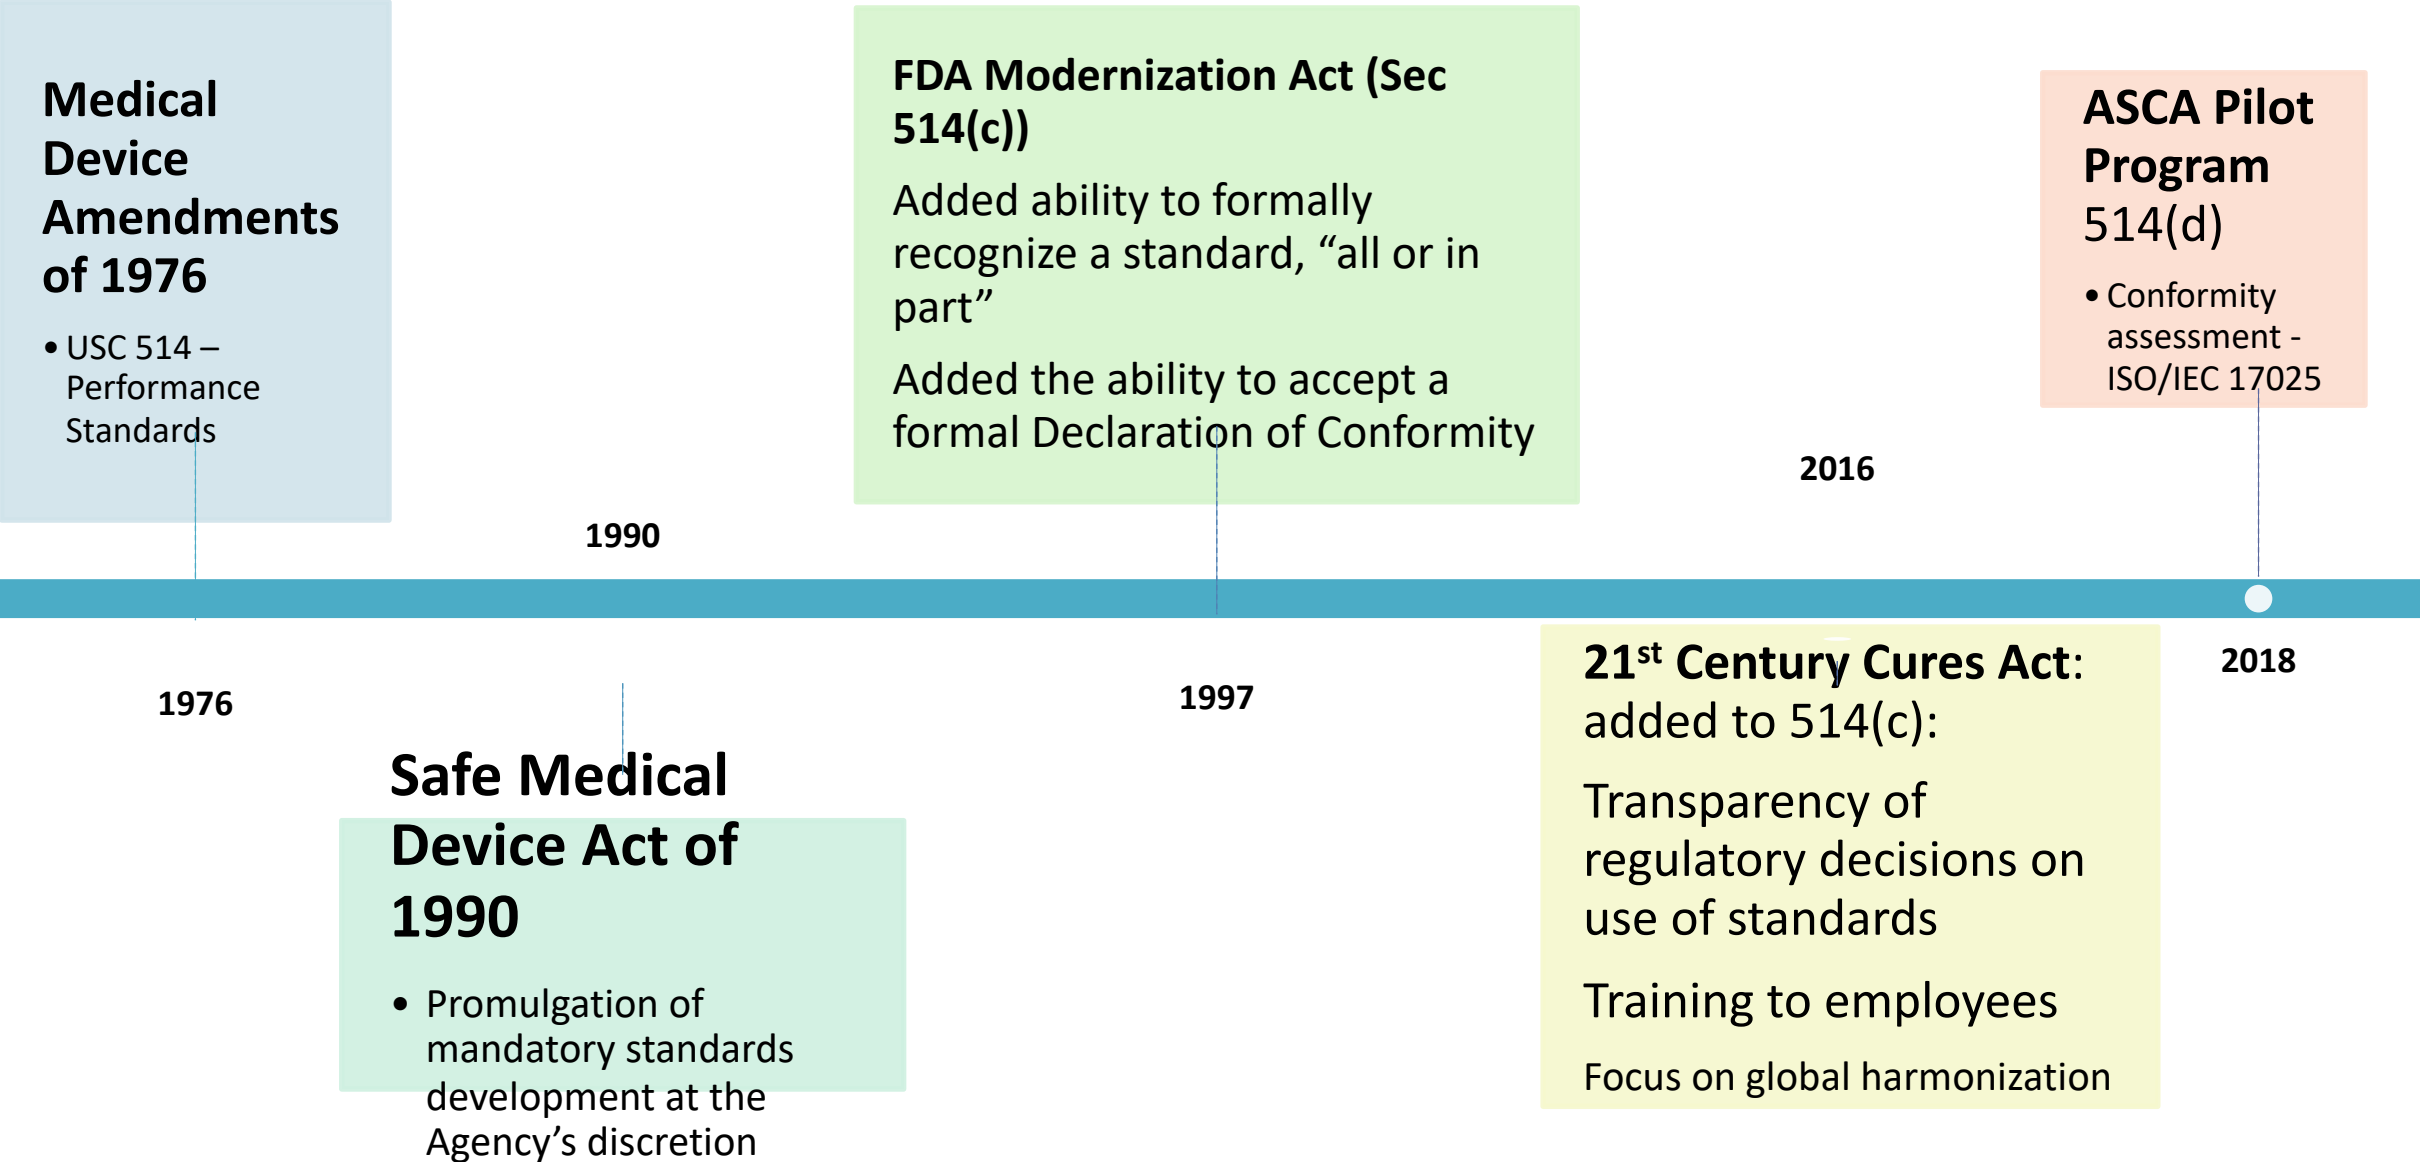 Medical
Device
Amendments
of 1976
• USC 514 –
Performance
Standards
1976
1990
Safe Medical
Device Act of
1990
• Promulgation of
mandatory standards
development at the
Agency’s discretion
FDA Modernization Act (Sec
514(c))
Added ability to formally
recognize a standard, “all or in
part”
Added the ability to accept a
formal Declaration of Conformity
1997
2016
21st Century Cures Act:
added to 514(c):
Transparency of
regulatory decisions on
use of standards
Training to employees
Focus on global harmonization
ASCA Pilot
Program
514(d)
• Conformity
assessment -
ISO/IEC 17025
2018